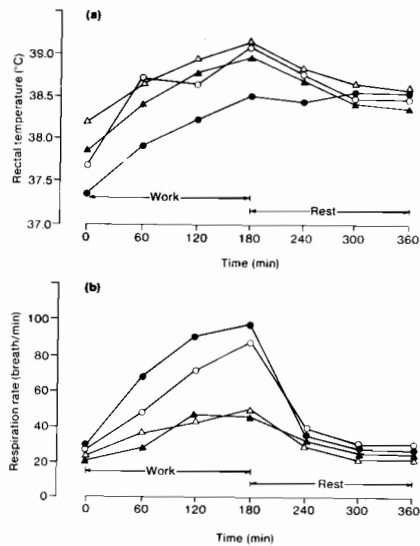 (a)
Rectal temperature (°C)
39.0
38.5
38.0
37.5
37.0
Work
Rest
0 60 120 180 240 300 360
Time (min)
(b)
Respiration rate (breath/min)
100
80
60
40
20
0
Work
Rest
0 60 120 180 240 300 360
Time (min)